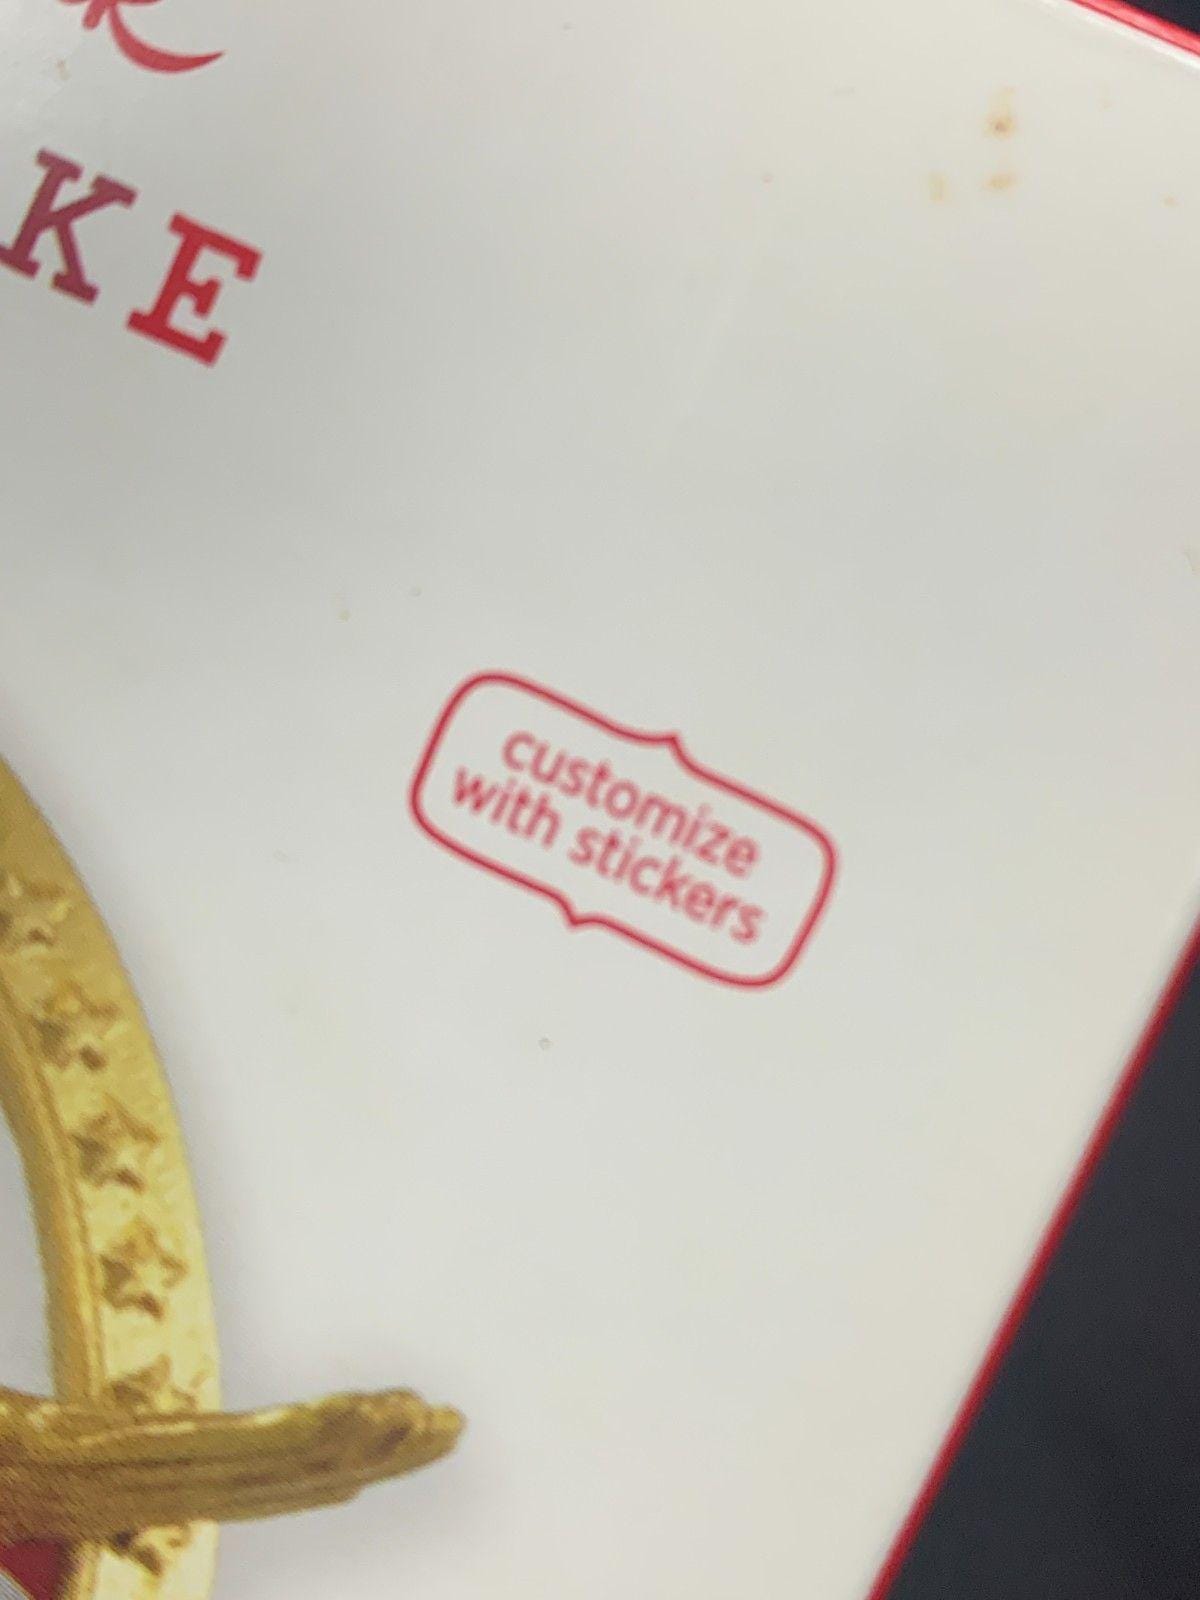 R
KE
customize
with stickers